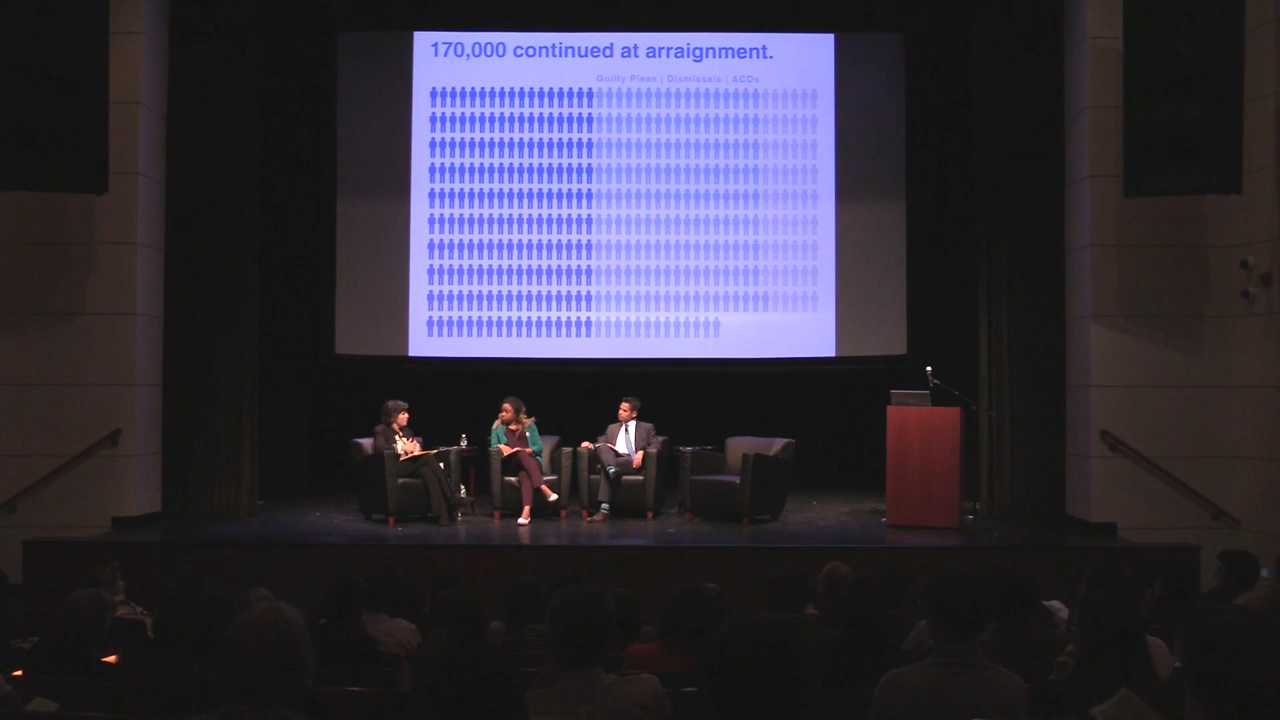 170,000 continued at arraignment.
Guilty Pleas | Dismissals | ACDs